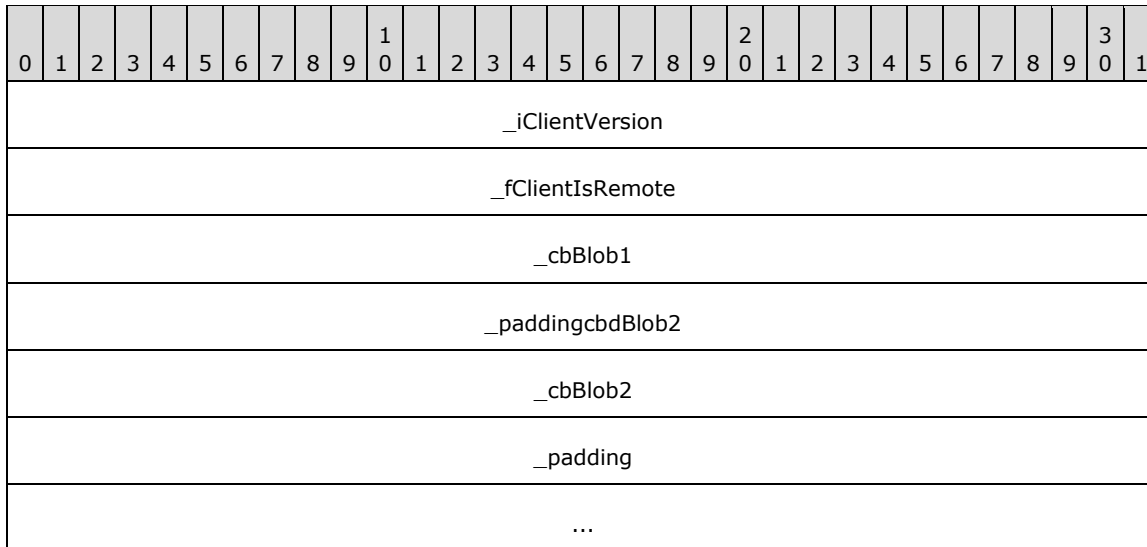 1 2 3
0 1 2 3 4 5 6 7 8 9 0 1 2 3 4 5 6 7 8 9 0 1 2 3 4 5 6 7 8 9 0 1
_iClientVersion
_fClientIsRemote
_cbBlob1
_paddingcbdBlob2
_cbBlob2
_padding
...